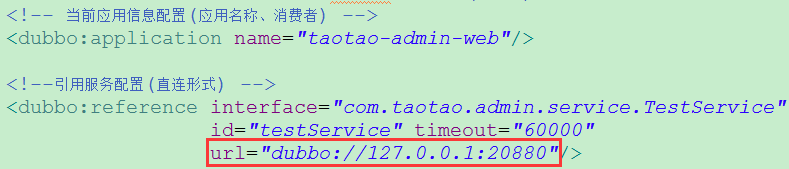 <!-- 当前应用信息配置(应用名称、消费者) -->
<dubbo:application name="taotao-admin-web"/>
<!--引用服务配置(直连形式) -->
<dubbo:reference interface="com.taotao.admin.service.TestService"
id="testService" timeout="60000"
url="dubbo://127.0.0.1:20880"/>